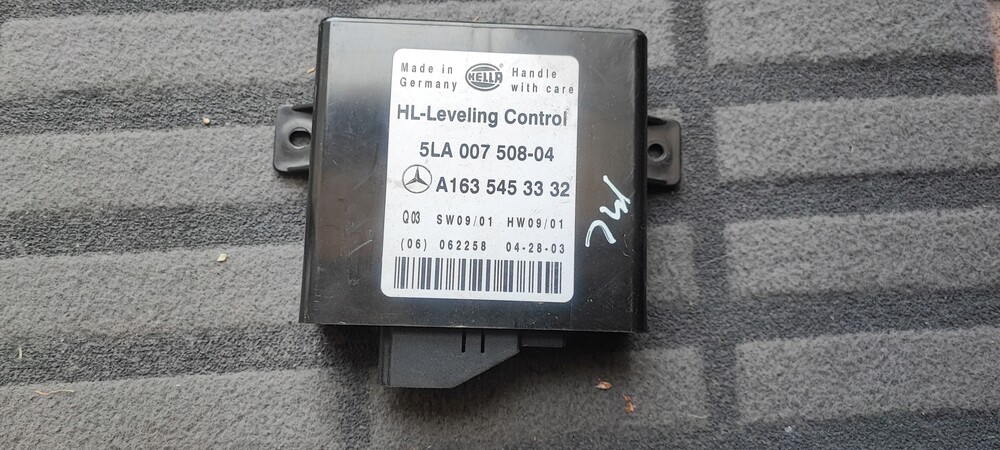 Made in HELLA Handle
Germany with care
HL-Leveling Control
5LA 007 508-04
A163 545 33 32
Q03 SW09/01 HW09/01
(06) 062258 04-28-03